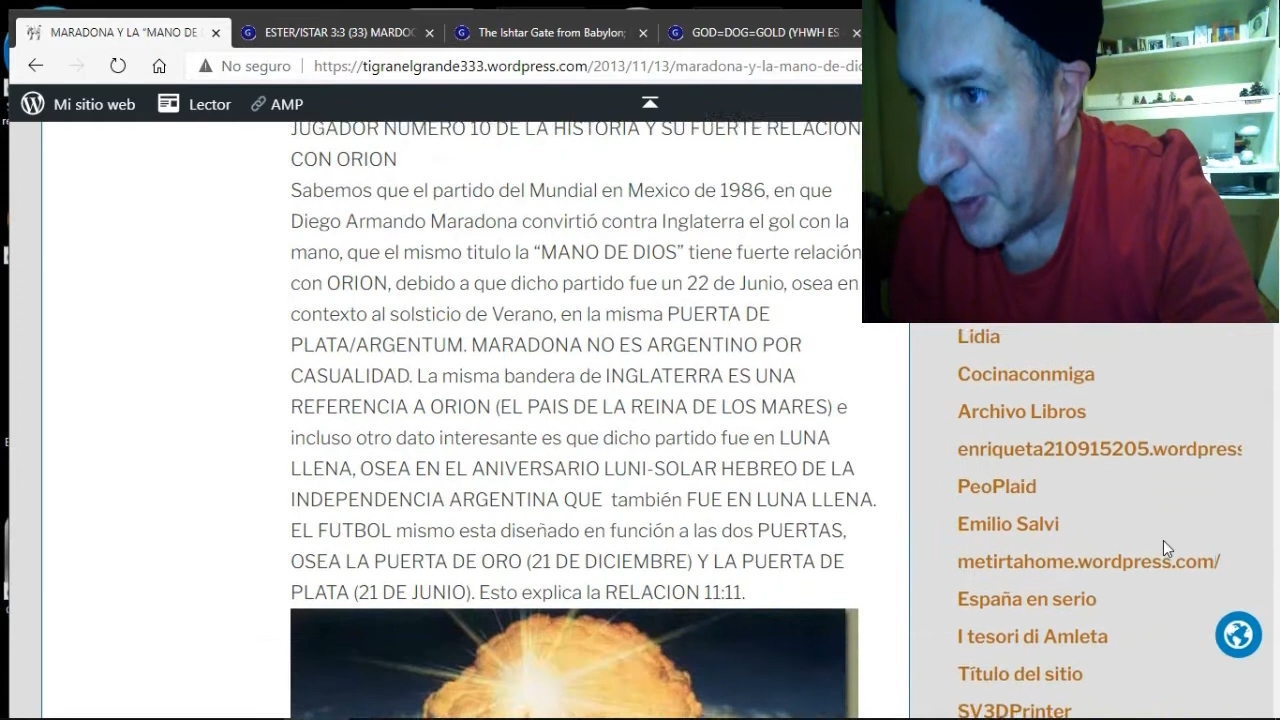 MARADONA Y LA “MANO DE
ESTER/ISTAR 3:3 (33) MARDOC
The Ishtar Gate from Babylon;
GOD=DOG=GOLD (YHWH ES
No seguro
https://tigranelgrande333.wordpress.com/2013/11/13/maradona-y-la-mano-de-dio
Mi sitio web
Lector
AMP
JUGADOR NUMERO 10 DE LA HISTORIA Y SU FUERTE RELACION
CON ORION
Sabemos que el partido del Mundial en Mexico de 1986, en que
Diego Armando Maradona convirtió contra Inglaterra el gol con la
mano, que el mismo titulo la “MANO DE DIOS” tiene fuerte relación
con ORION, debido a que dicho partido fue un 22 de Junio, osea en
contexto al solsticio de Verano, en la misma PUERTA DE
PLATA/ARGENTUM. MARADONA NO ES ARGENTINO POR
CASUALIDAD. La misma bandera de INGLATERRA ES UNA
REFERENCIA A ORION (EL PAIS DE LA REINA DE LOS MARES) e
incluso otro dato interesante es que dicho partido fue en LUNA
LLENA, OSEA EN EL ANIVERSARIO LUNI-SOLAR HEBREO DE LA
INDEPENDENCIA ARGENTINA QUE también FUE EN LUNA LLENA.
EL FUTBOL mismo esta diseñado en función a las dos PUERTAS,
OSEA LA PUERTA DE ORO (21 DE DICIEMBRE) Y LA PUERTA DE
PLATA (21 DE JUNIO). Esto explica la RELACION 11:11.
Lidia
Cocinaconmiga
Archivo Libros
enriqueta210915205.wordpress
PeoPlaid
Emilio Salvi
metirtahome.wordpress.com/
España en serio
I tesori di Amleta
Título del sitio
SV3DPrinter